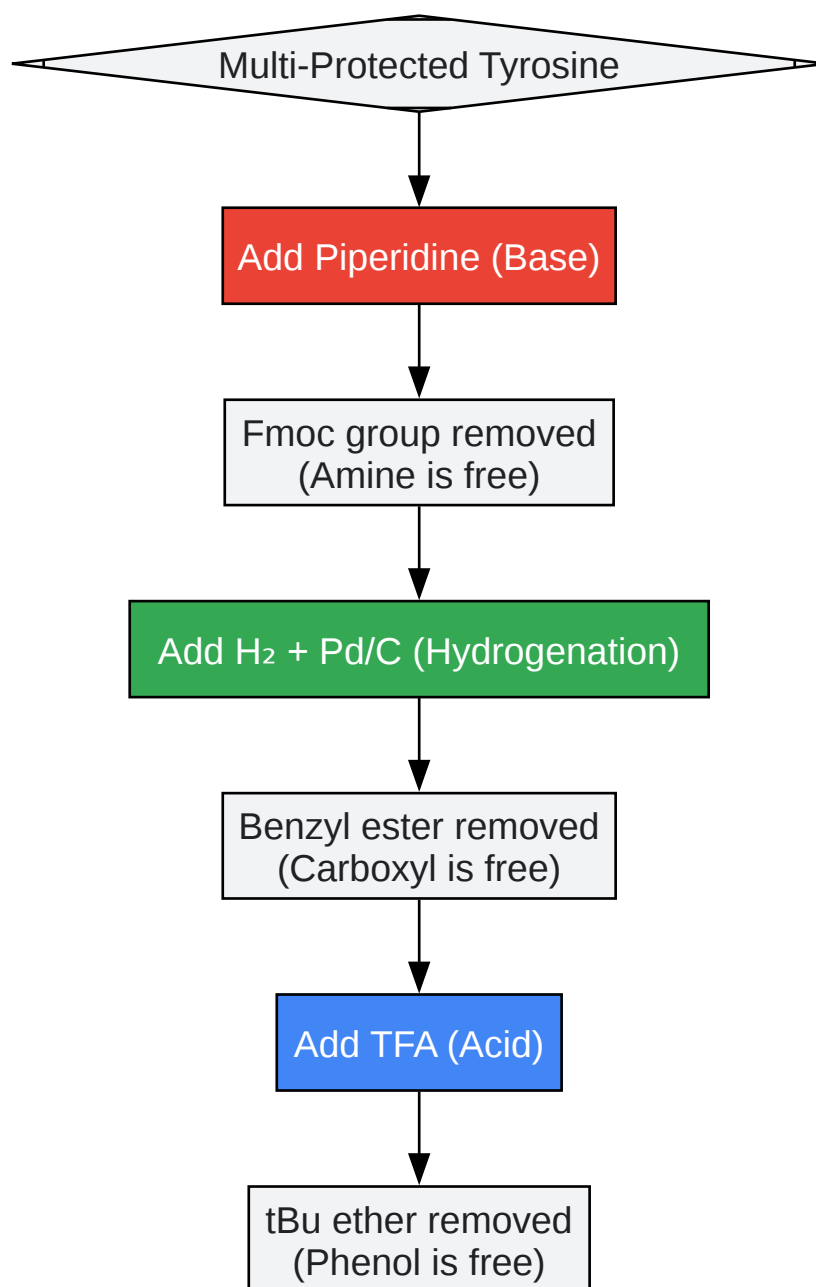 Multi-Protected Tyrosine
Add Piperidine (Base)
Fmoc group removed
(Amine is free)
Add H₂ + Pd/C (Hydrogenation)
Benzyl ester removed
(Carboxyl is free)
Add TFA (Acid)
tBu ether removed
(Phenol is free)